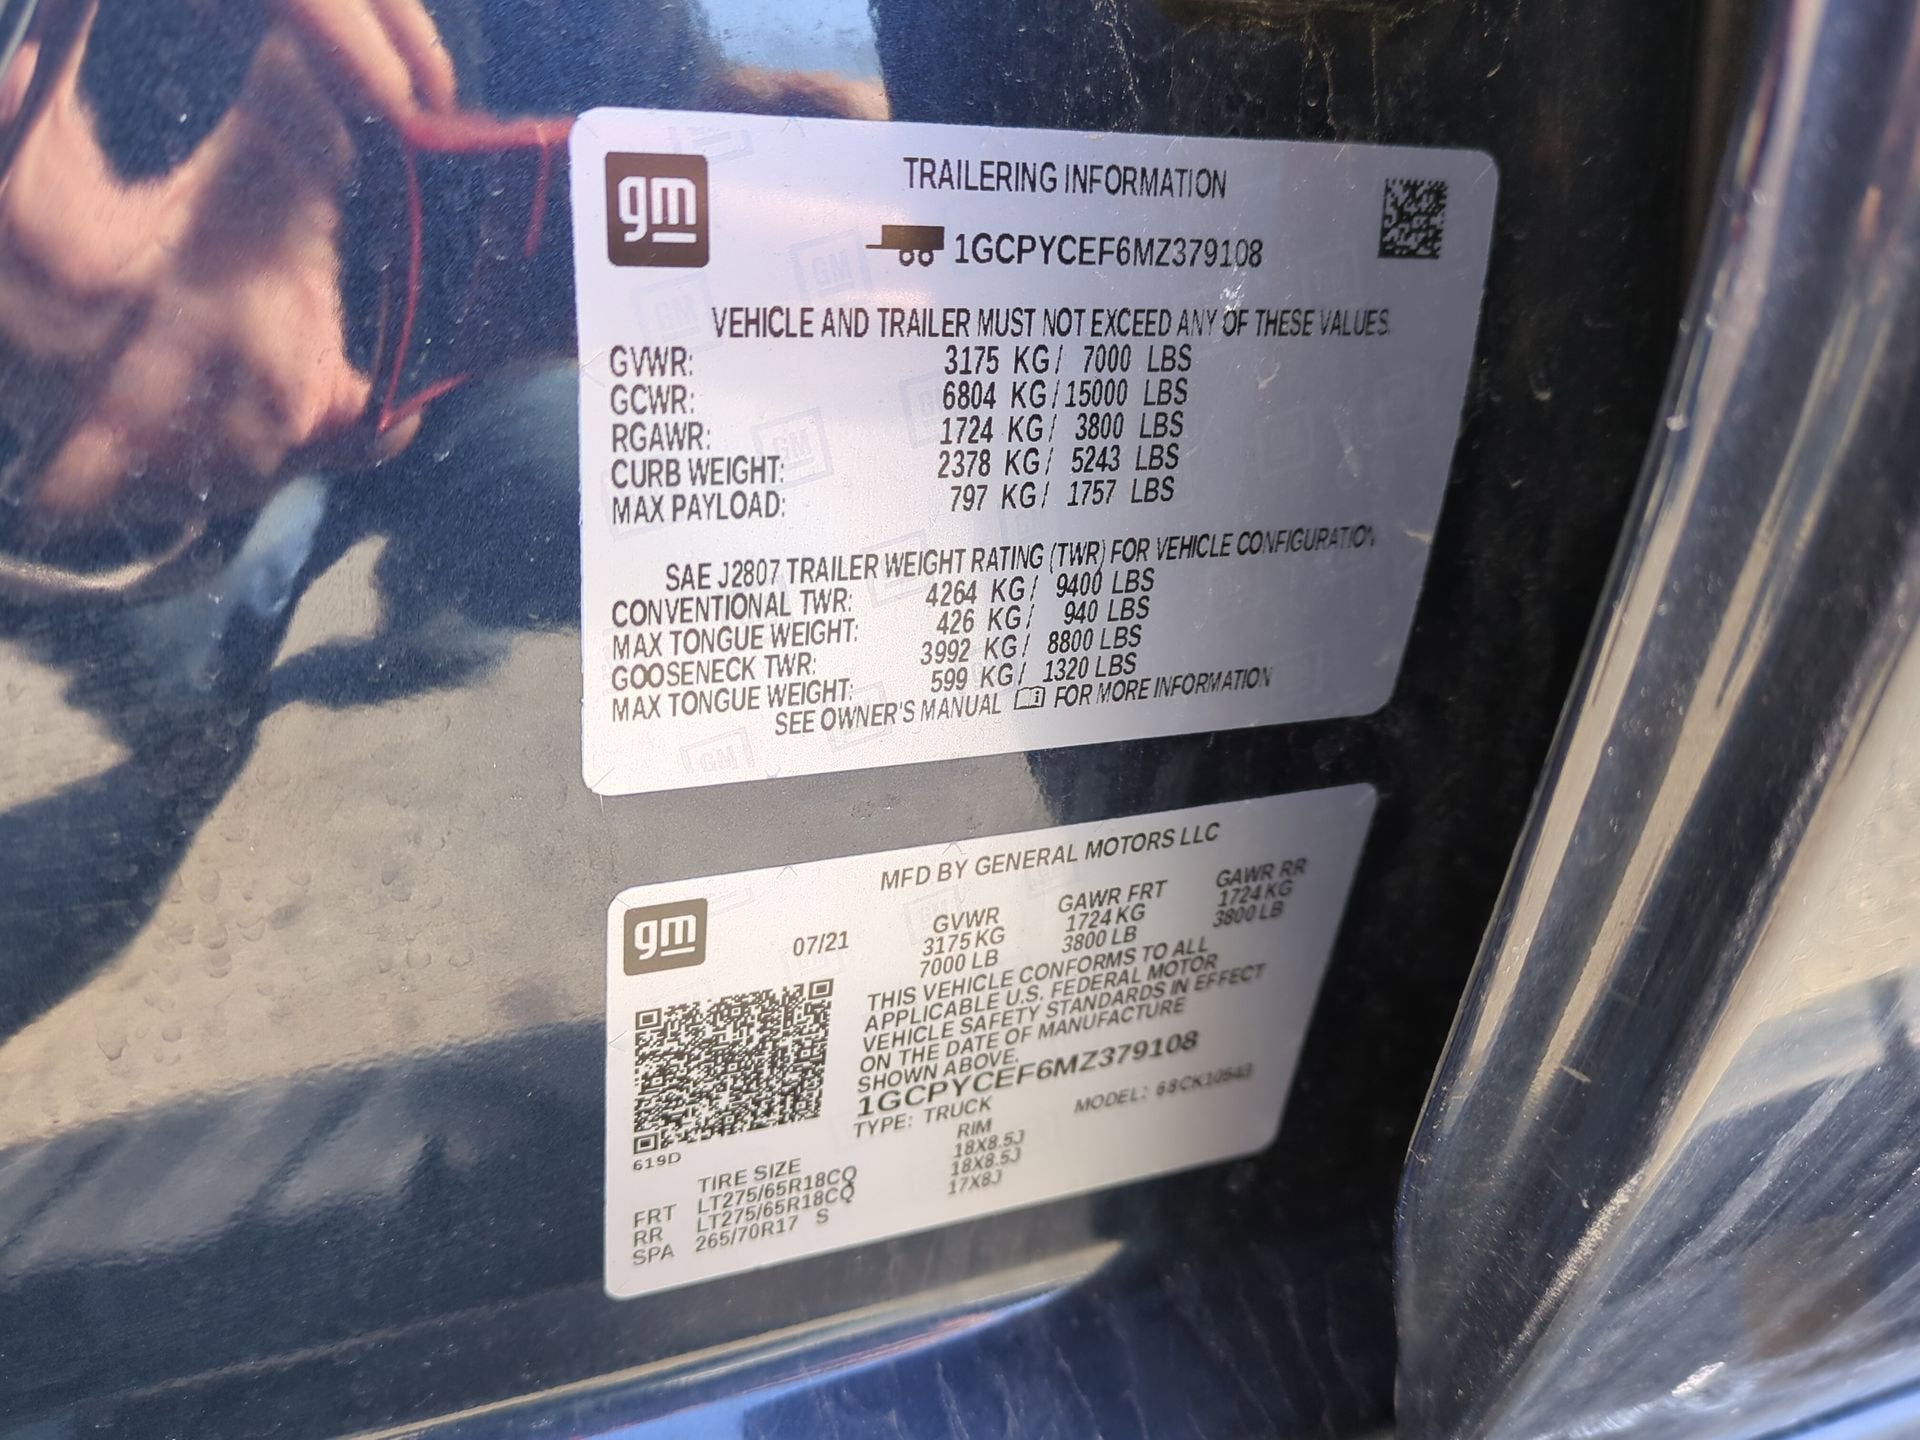 gm
TRAILERING INFORMATION
1GCPYCEF6MZ379108
VEHICLE AND TRAILER MUST NOT EXCEED ANY OF THESE VALUES.
GVWR: 3175 KG/ 7000 LBS
GCWR: 6804 KG/15000 LBS
RGAWR: 1724 KG/ 3800 LBS
CURB WEIGHT: 2378 KG/ 5243 LBS
MAX PAYLOAD: 797 KG/ 1757 LBS
SAE J2807 TRAILER WEIGHT RATING (TWR) FOR VEHICLE CONFIGURATION
CONVENTIONAL TWR: 4264 KG/ 9400 LBS
MAX TONGUE WEIGHT: 426 KG/ 940 LBS
GOOSENECK TWR: 3992 KG/ 8800 LBS
MAX TONGUE WEIGHT: 599 KG/ 1320 LBS
SEE OWNER'S MANUAL FOR MORE INFORMATION
gm
MFD BY GENERAL MOTORS LLC
07/21
GVWR GAWR FRT GAWR RR
3175 KG 1724 KG 1724 KG
7000 LB 3800 LB 3800 LB
THIS VEHICLE CONFORMS TO ALL
APPLICABLE U.S. FEDERAL MOTOR
VEHICLE SAFETY STANDARDS IN EFFECT
ON THE DATE OF MANUFACTURE
SHOWN ABOVE.
1GCPYCEF6MZ379108
TYPE: TRUCK MODEL:
619D
TIRE SIZE RIM
FRT LT275/65R18CQ 18X8.5J
RR LT275/65R18CQ 18X8.5J
SPA 265/70R17 S 17X8J